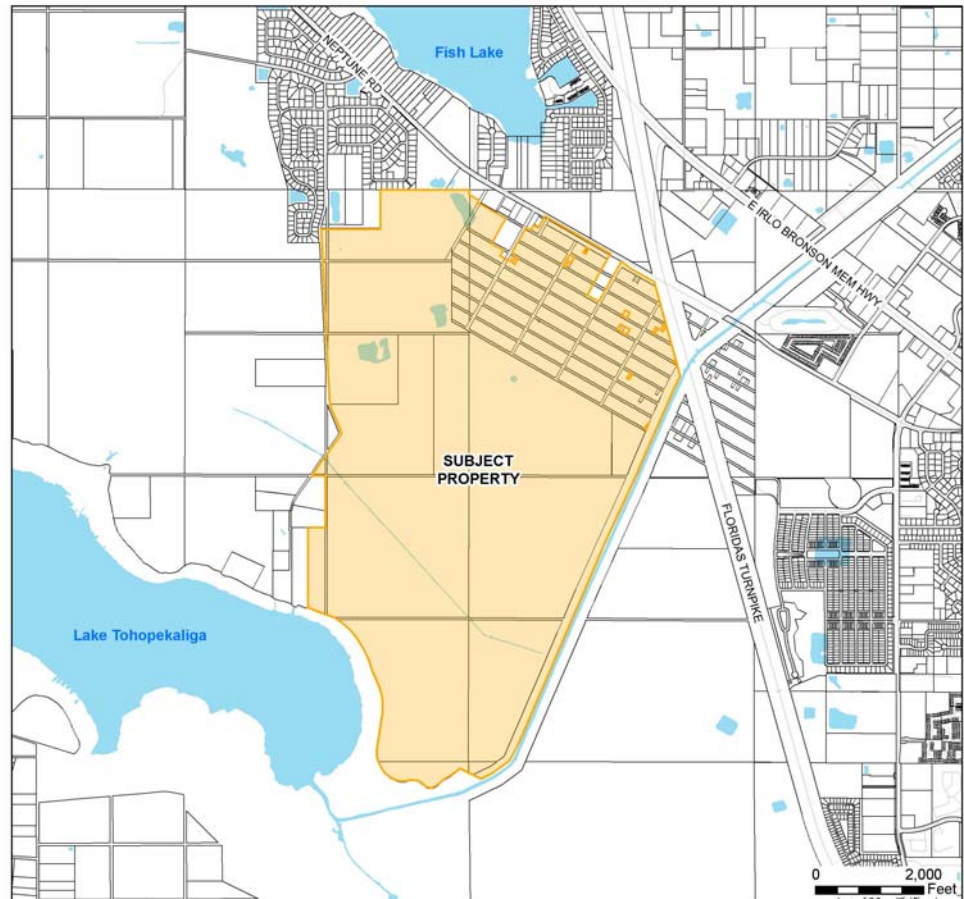 Fish Lake
NEPTUNE RD
E IRLO BRONSON MEM HWY
SUBJECT
PROPERTY
FLORIDAS TURNPIKE
Lake Tohopekaliga
0 2,000
Feet